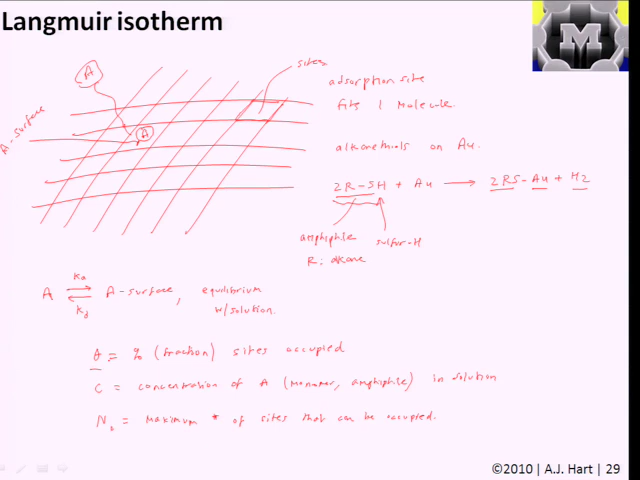 Langmuir isotherm
M
sites
adsorption site
fits 1 molecule.
A
A
A-surface
alkanethiols on Au.
2R-SH + Au → 2RS-Au + H2
amphiphile
sulfur-H
R: alkane
ka
A ⇌ A-surface, equilibrium
kd
w/solution.
θ = % (fraction) sites occupied
C = concentration of A (monomer, amphiphile) in solution
Ns = maximum # of sites that can be occupied.
©2010 | A.J. Hart | 29